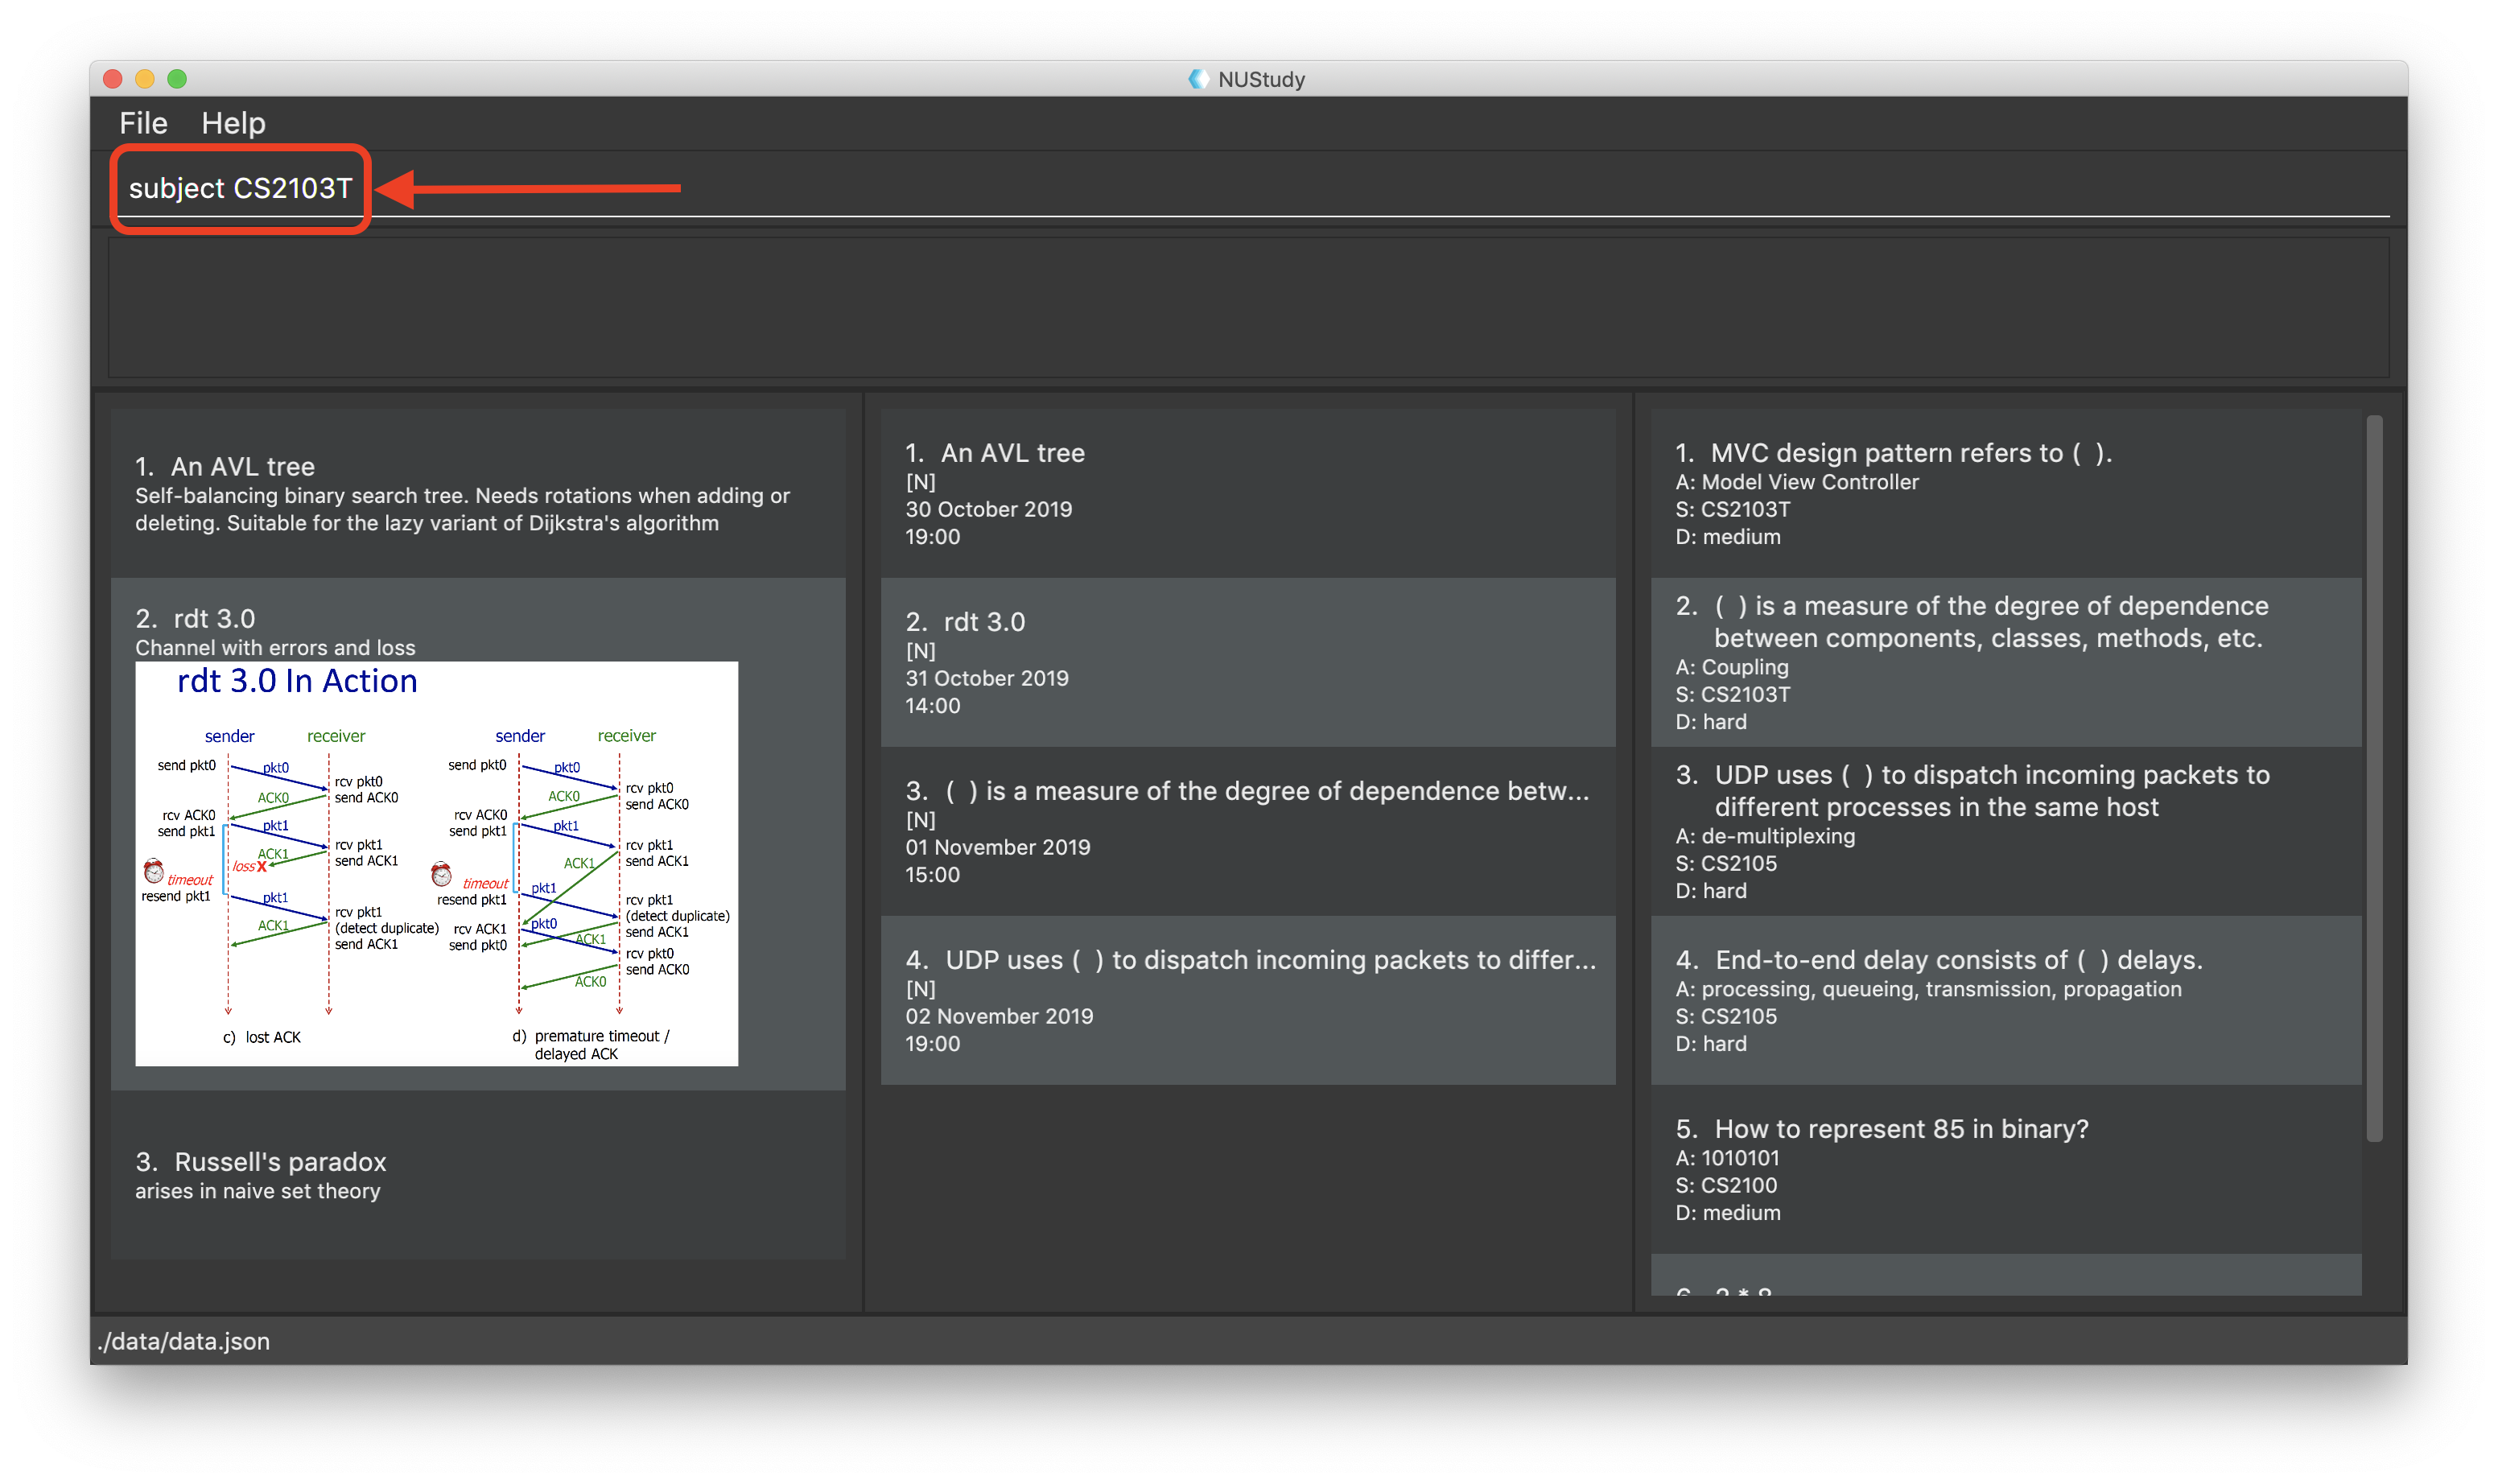 NUStudy
File Help
subject CS2103T
1. An AVL tree
Self-balancing binary search tree. Needs rotations when adding or
deleting. Suitable for the lazy variant of Dijkstra's algorithm
2. rdt 3.0
Channel with errors and loss
rdt 3.0 In Action
sender receiver
send pkt0
pkt0
rcv pkt0
send ACK0
ACK0
rcv ACK0
send pkt1
pkt1
rcv pkt1
send ACK1
ACK1
loss X
timeout
resend pkt1
pkt1
rcv pkt1
(detect duplicate)
send ACK1
ACK1
c) lost ACK
sender receiver
send pkt0
pkt0
rcv pkt0
send ACK0
ACK0
rcv ACK0
send pkt1
pkt1
rcv pkt1
send ACK1
ACK1
timeout
resend pkt1
pkt1
rcv pkt1
(detect duplicate)
send ACK1
rcv ACK1
send pkt0
pkt0
ACK1
rcv pkt0
send ACK0
ACK0
d) premature timeout /
delayed ACK
3. Russell's paradox
arises in naive set theory
1. An AVL tree
[N]
30 October 2019
19:00
2. rdt 3.0
[N]
31 October 2019
14:00
3. ( ) is a measure of the degree of dependence betw...
[N]
01 November 2019
15:00
4. UDP uses ( ) to dispatch incoming packets to differ...
[N]
02 November 2019
19:00
1. MVC design pattern refers to ( ).
A: Model View Controller
S: CS2103T
D: medium
2. ( ) is a measure of the degree of dependence
between components, classes, methods, etc.
A: Coupling
S: CS2103T
D: hard
3. UDP uses ( ) to dispatch incoming packets to
different processes in the same host
A: de-multiplexing
S: CS2105
D: hard
4. End-to-end delay consists of ( ) delays.
A: processing, queueing, transmission, propagation
S: CS2105
D: hard
5. How to represent 85 in binary?
A: 1010101
S: CS2100
D: medium
./data/data.json